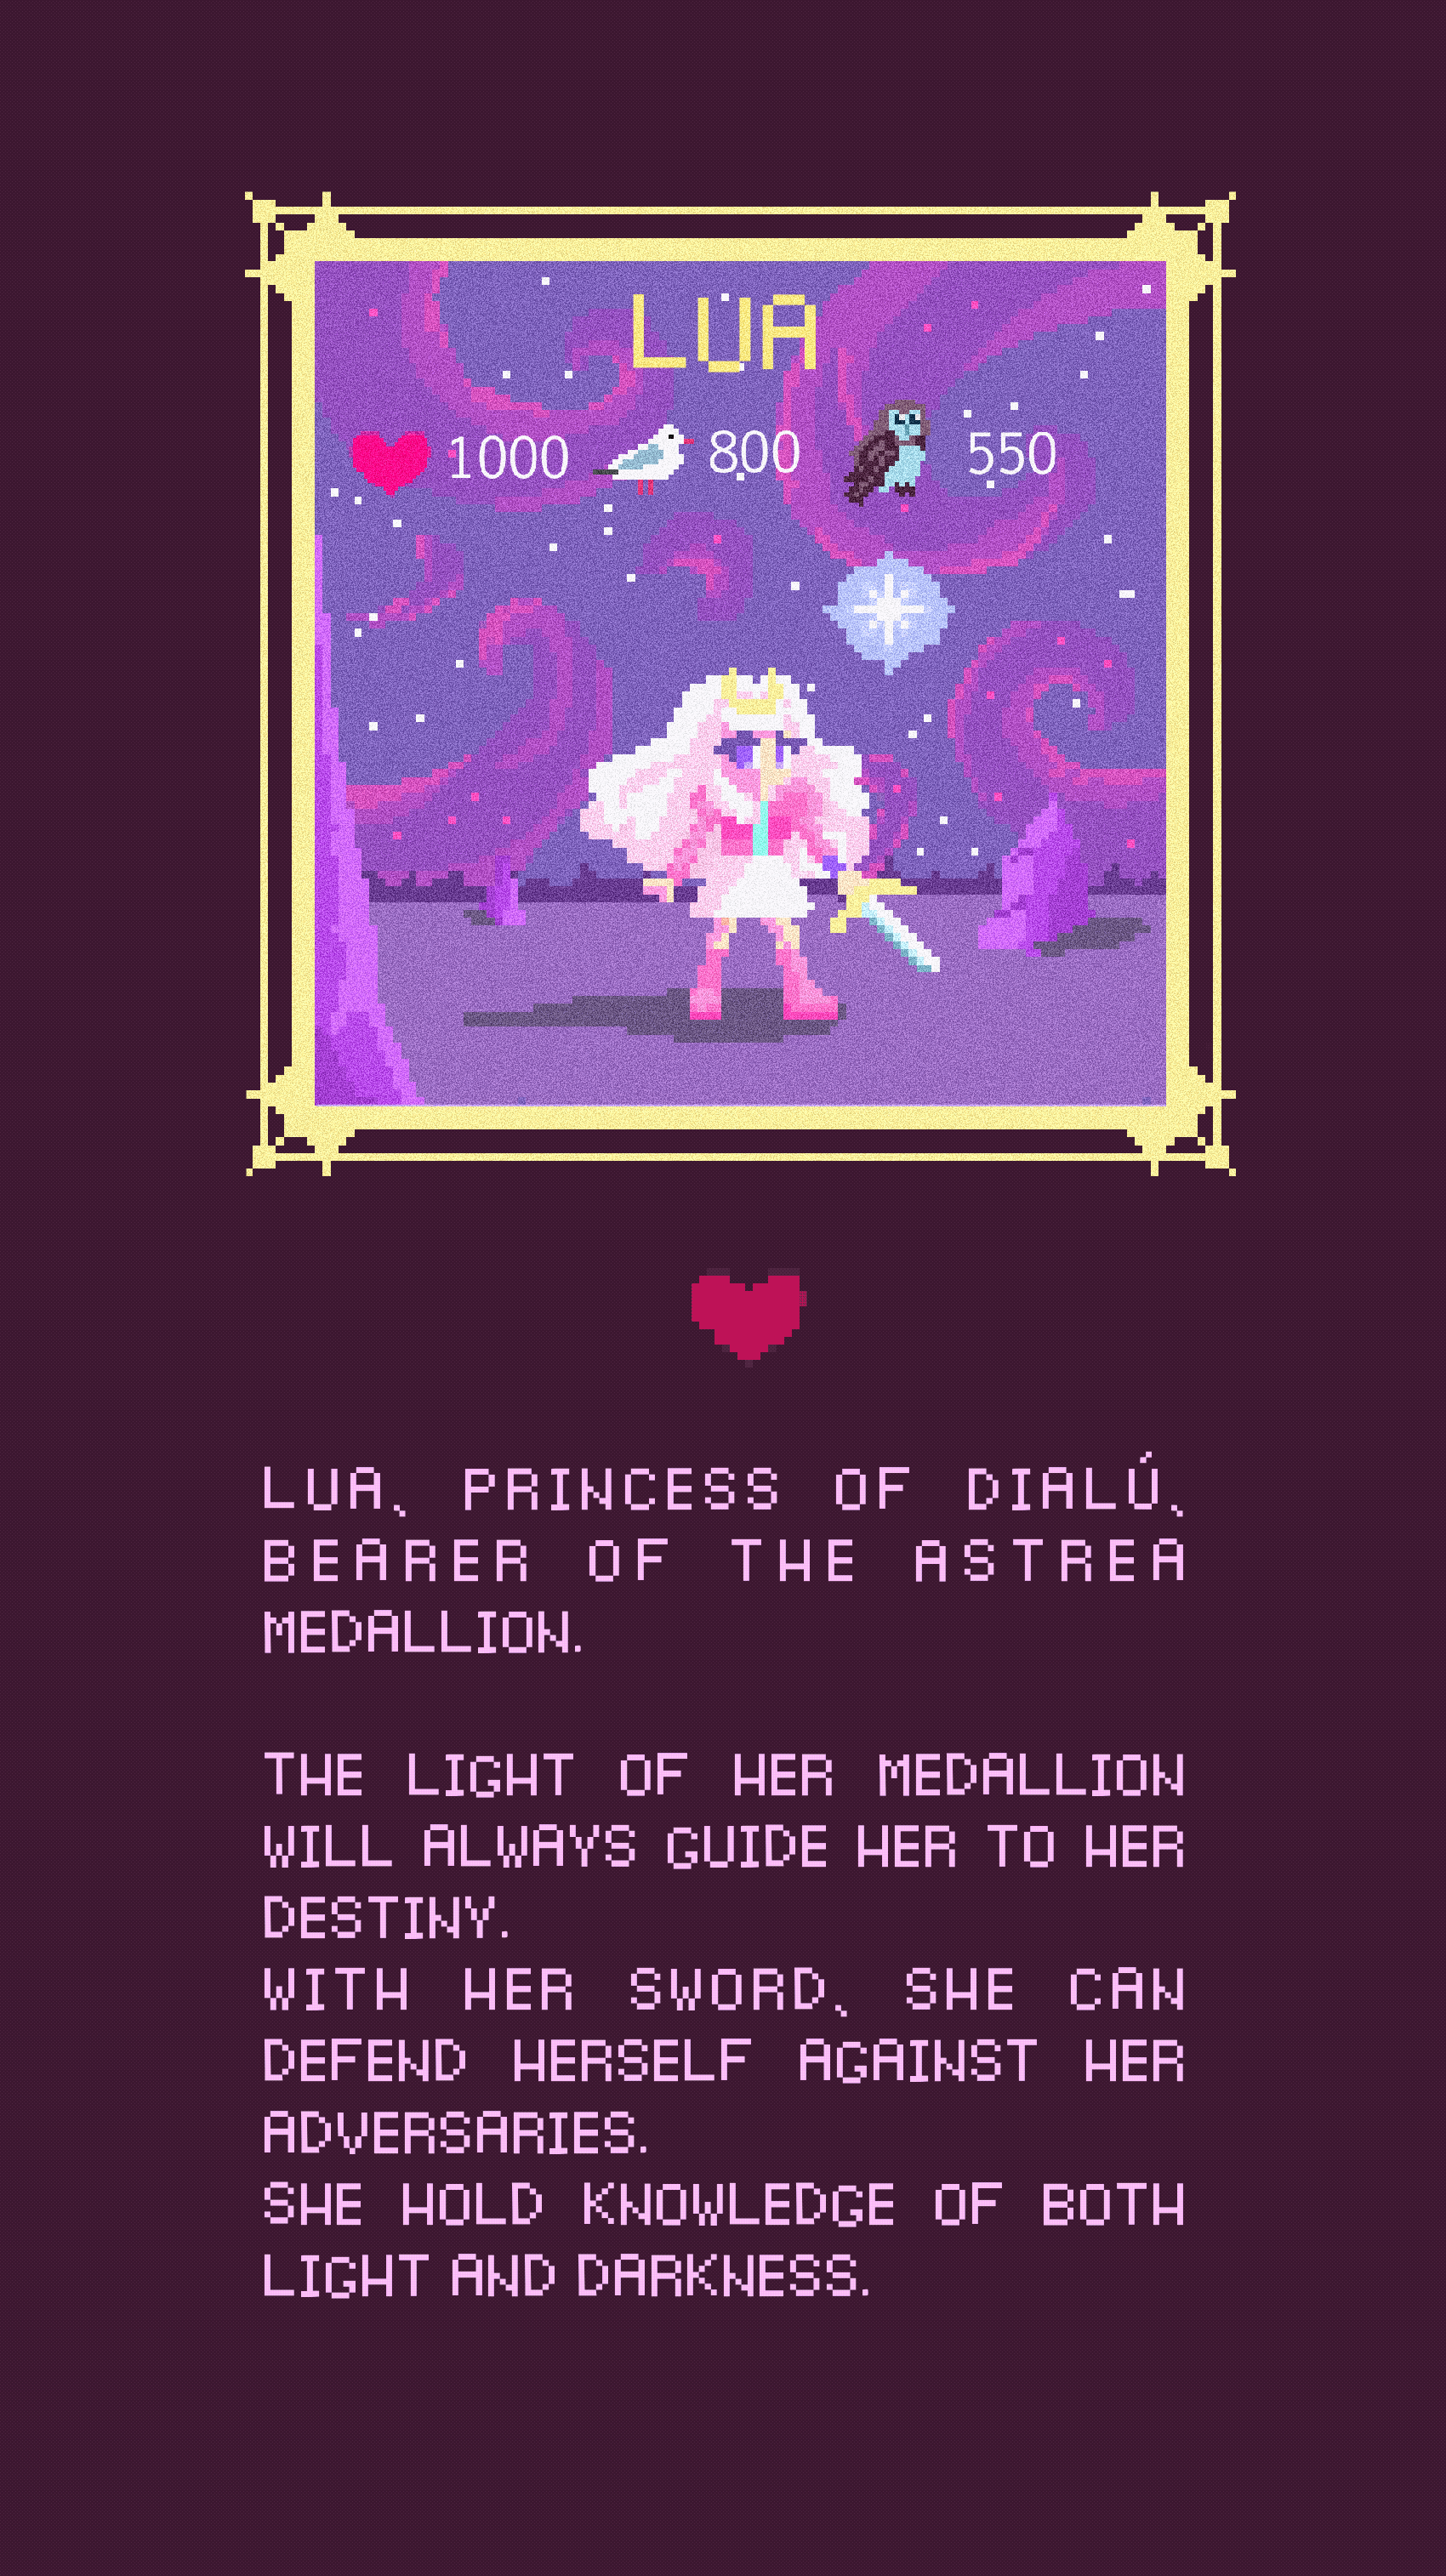 LUA
1000 800 550
LUA, PRINCESS OF DIALÚ,
BEARER OF THE ASTREA
MEDALLION.
THE LIGHT OF HER MEDALLION
WILL ALWAYS GUIDE HER TO HER
DESTINY.
WITH HER SWORD, SHE CAN
DEFEND HERSELF AGAINST HER
ADVERSARIES.
SHE HOLD KNOWLEDGE OF BOTH
LIGHT AND DARKNESS.